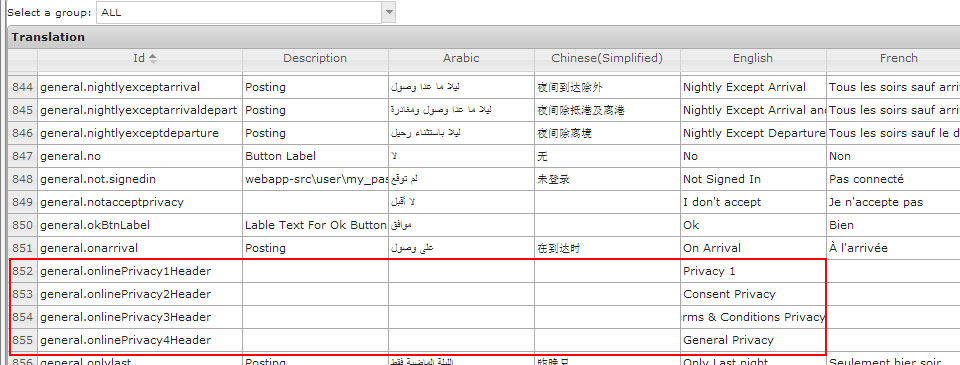 Select a group: ALL
Translation
Id Description Arabic Chinese(Simplified) English French
844 general.nightlyexceptarrival Posting ليلا ما عدا وصول 夜间到达除外 Nightly Except Arrival Tous les soirs sauf arri
845 general.nightlyexceptarrivaldepart Posting ليلا ما عدا وصول ومغادرة 夜间除抵港及离港 Nightly Except Arrival and Tous les soirs sauf arri
846 general.nightlyexceptdeparture Posting ليلا باستثناء رحيل 夜间除离境 Nightly Except Departure Tous les soirs sauf le d
847 general.no Button Label لا 无 No Non
848 general.not.signedin webapp-src\user\my_pas لم توقع 未登录 Not Signed In Pas connecté
849 general.notacceptprivacy لا أقبل I don't accept Je n'accepte pas
850 general.okBtnLabel Lable Text For Ok Button موافق Ok Bien
851 general.onarrival Posting على وصول 在到达时 On Arrival À l'arrivée
852 general.onlinePrivacy1Header Privacy 1
853 general.onlinePrivacy2Header Consent Privacy
854 general.onlinePrivacy3Header rms & Conditions Privacy
855 general.onlinePrivacy4Header General Privacy
856 general.onlylast Posting الليلة الماضية فقط Only Last night Seulement hier soir